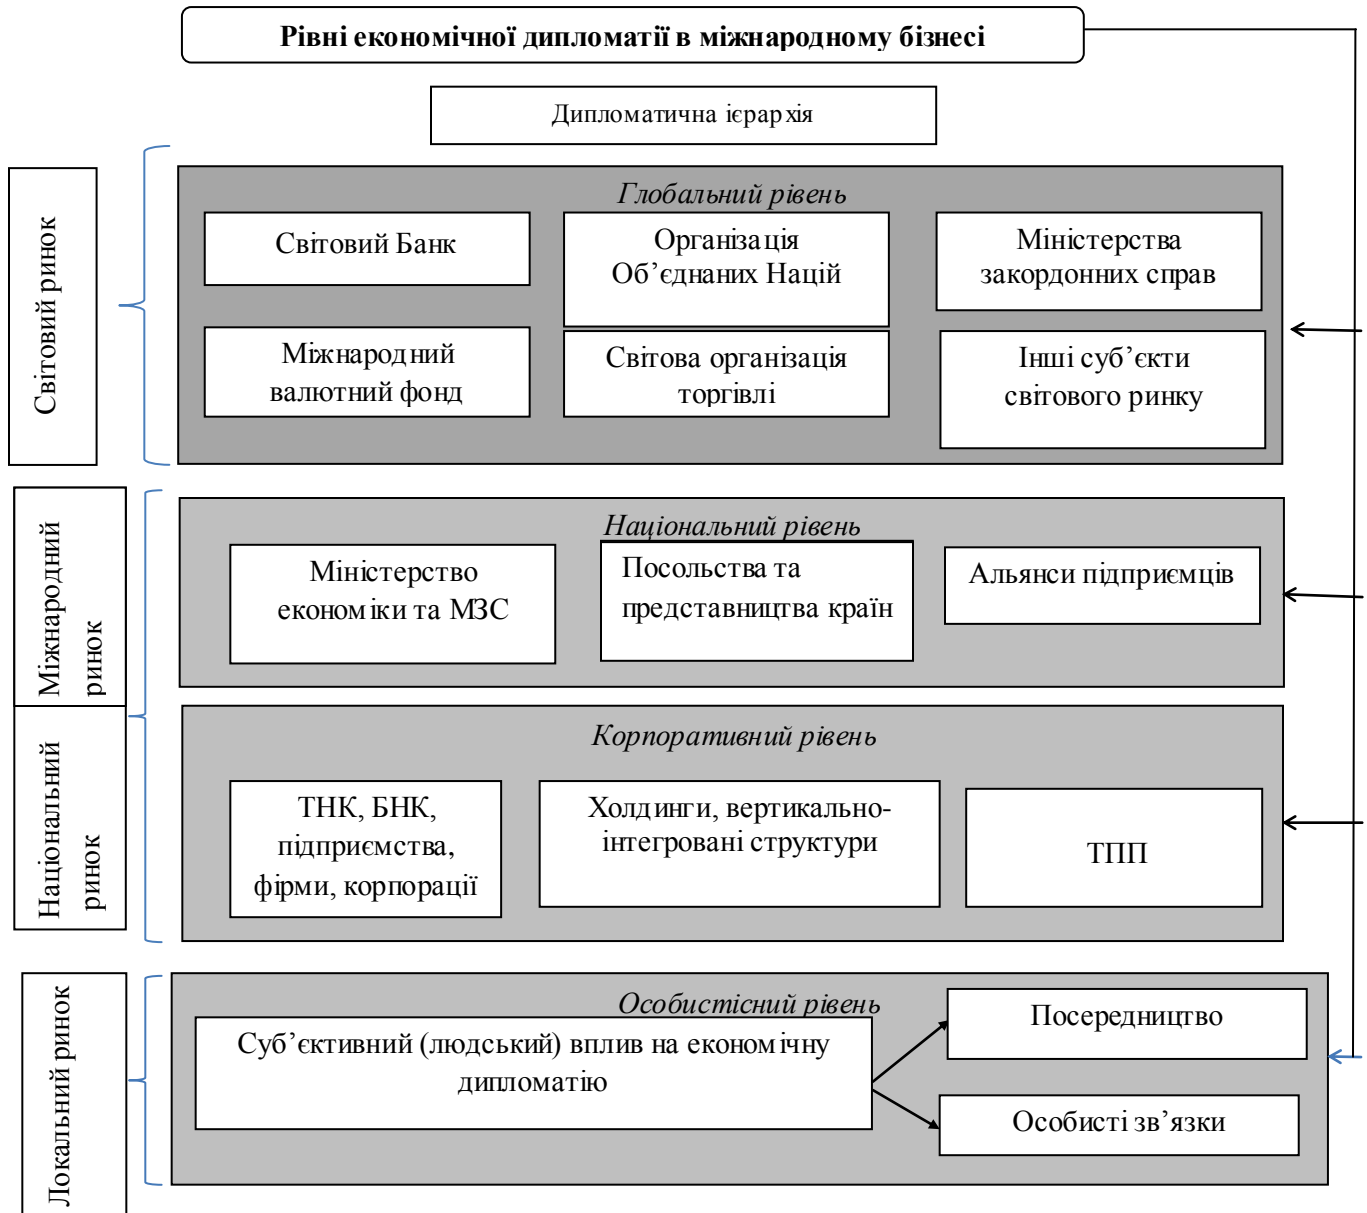 Рівні економічної дипломатії в міжнародному бізнесі
Дипломатична ієрархія
Світовий ринок
Глобальний рівень
Світовий Банк
Організація
Об’єднаних Націй
Міністерства
закордонних справ
Міжнародний
валютний фонд
Світова організація
торгівлі
Інші суб’єкти
світового ринку
Міжнародний
ринок
Національний рівень
Міністерство
економіки та МЗС
Посольства та
представництва країн
Альянси підприємців
Національний
ринок
Корпоративний рівень
ТНК, БНК,
підприємства,
фірми, корпорації
Холдинги, вертикально-
інтегровані структури
ТПП
Локальний ринок
Особистісний рівень
Суб’єктивний (людський) вплив на економічну
дипломатію
Посередництво
Особисті зв’язки